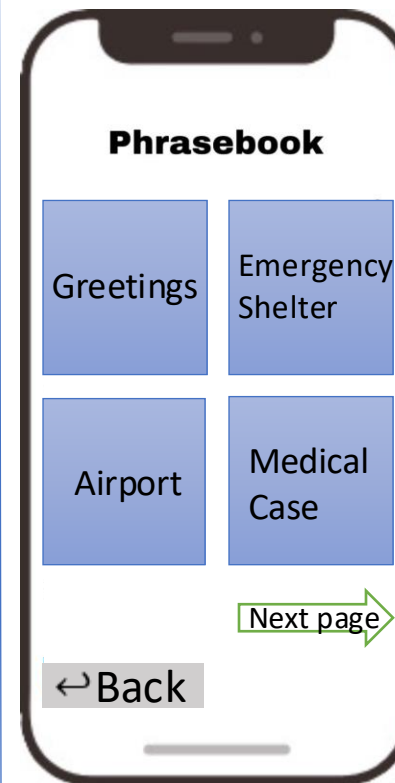 Phrasebook
Greetings
Emergency
Shelter
Airport
Medical
Case
Next page
Back